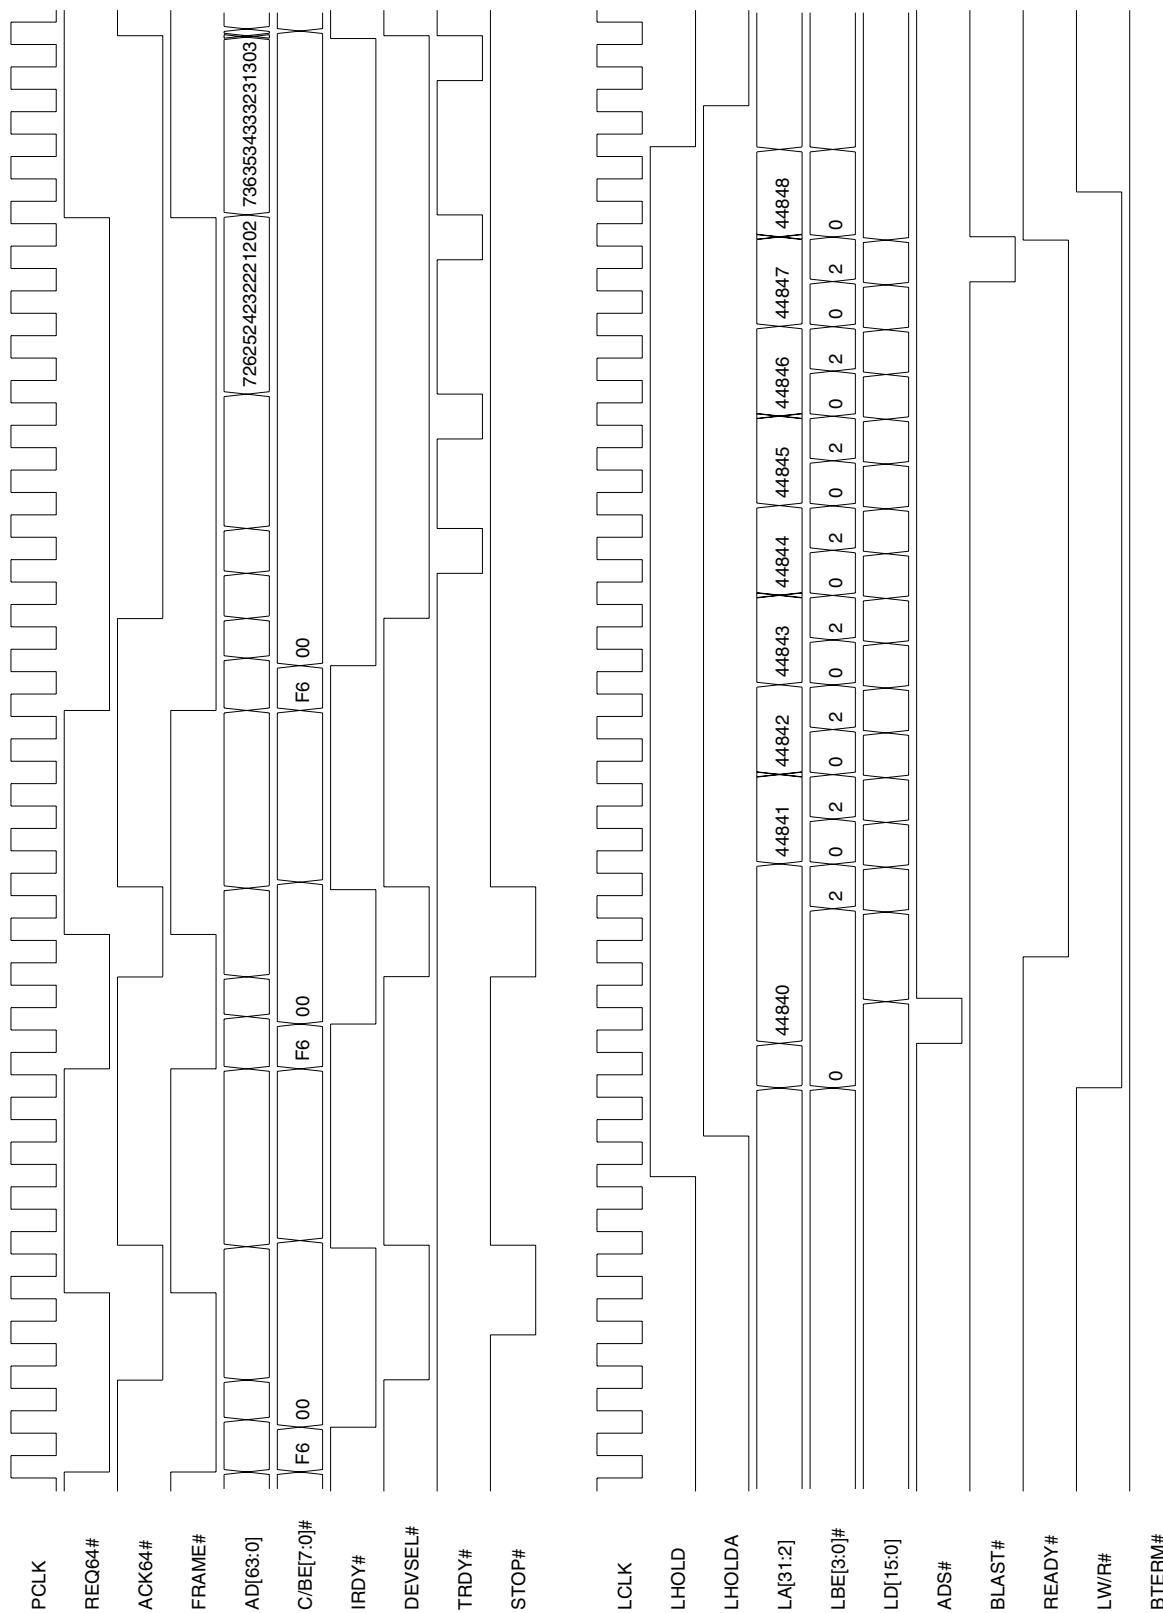 PCLK
REQ64#
ACK64#
FRAME#
AD[63:0] 7262524232221202 7363534333231303
C/BE[7:0]# F6 00 F6 00 F6 00
IRDY#
DEVSEL#
TRDY#
STOP#
LCLK
LHOLD
LHOLDA
LA[31:2] 44840 44841 44842 44843 44844 44845 44846 44847 44848
LBE[3:0]# 0 2 0 2 0 2 0 2 0 2 0 2 0 2 0 2 0
LD[15:0]
ADS#
BLAST#
READY#
LW/R#
BTERM#